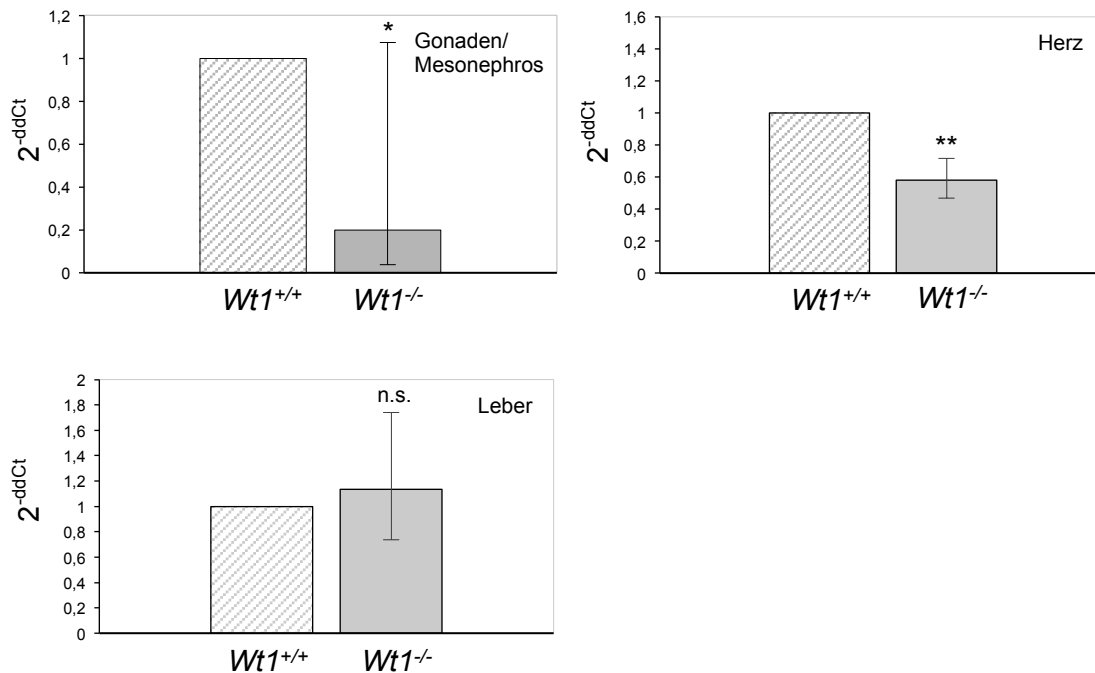 1,2
1
0,8
0,6
0,4
0,2
0
2^-ddCt
*
Gonaden/
Mesonephros
Wt1^+/+ Wt1^-/-
1,6
1,4
1,2
1
0,8
0,6
0,4
0,2
0
2^-ddCt
Herz
**
Wt1^+/+ Wt1^-/-
2
1,8
1,6
1,4
1,2
1
0,8
0,6
0,4
0,2
0
2^-ddCt
n.s.
Leber
Wt1^+/+ Wt1^-/-